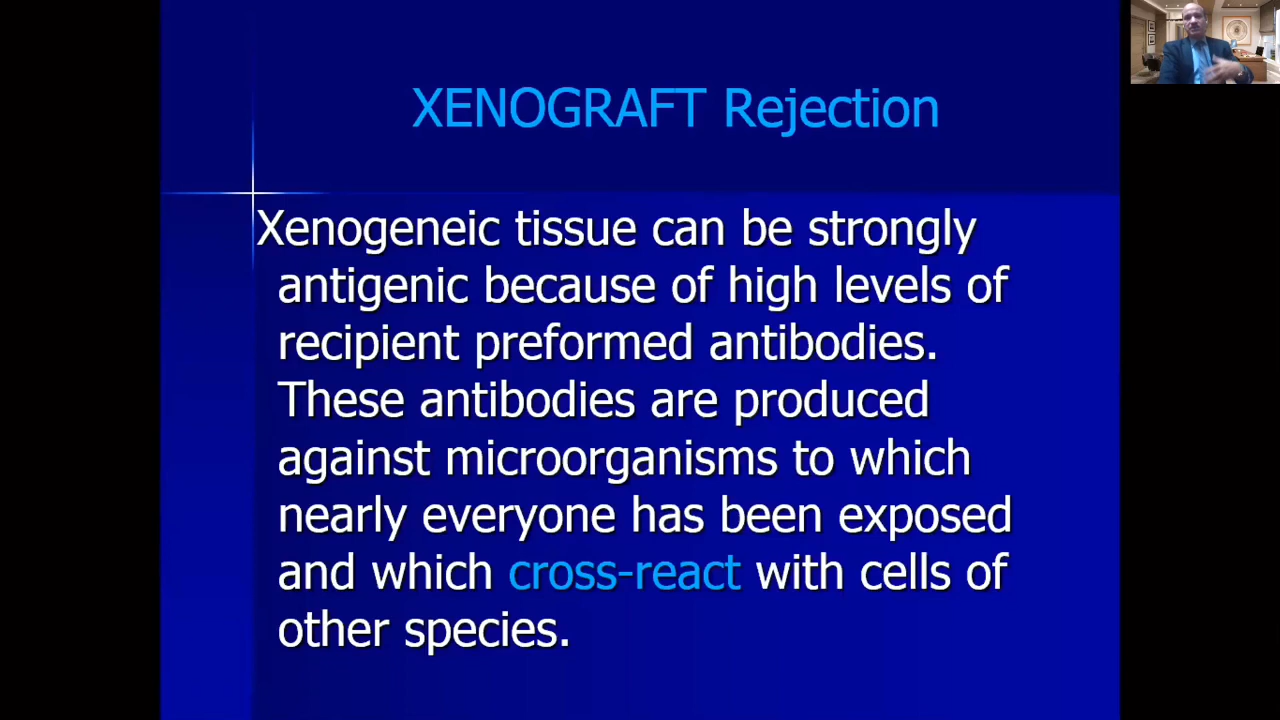 XENOGRAFT Rejection
Xenogeneic tissue can be strongly
antigenic because of high levels of
recipient preformed antibodies.
These antibodies are produced
against microorganisms to which
nearly everyone has been exposed
and which cross-react with cells of
other species.